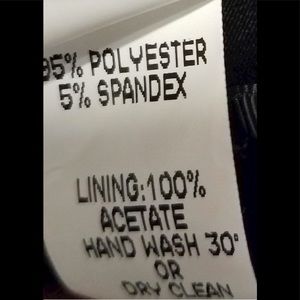 95% POLYESTER
5% SPANDEX
LINING:100%
ACETATE
HAND WASH 30°
OR
DRY CLEAN